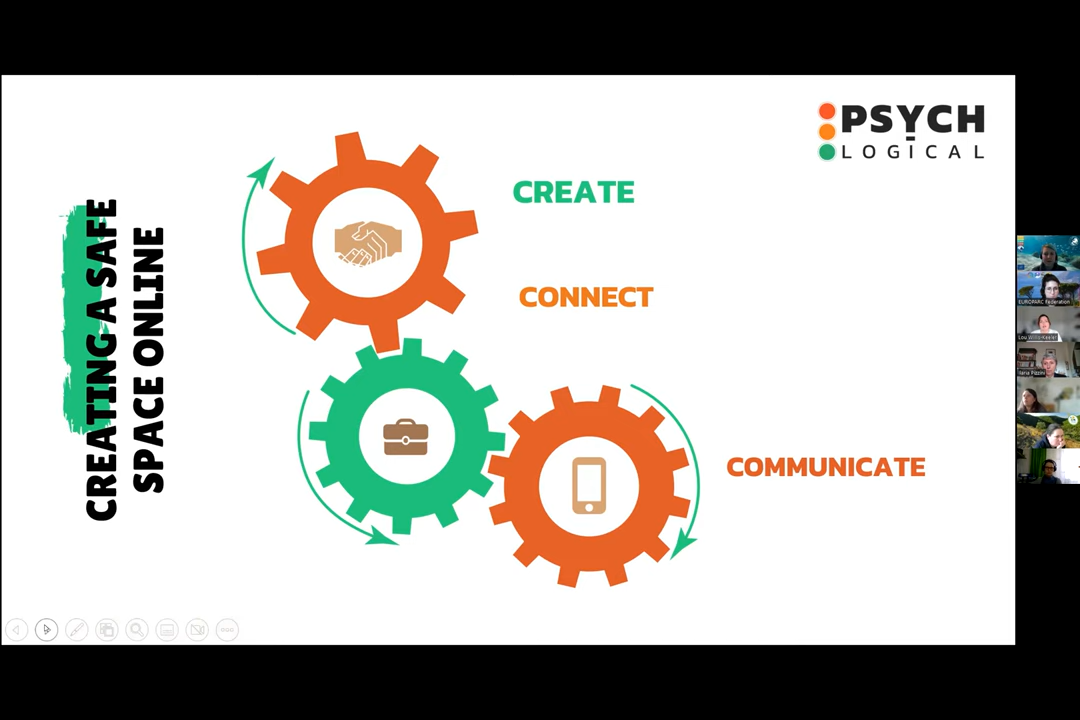 CREATING A SAFE
SPACE ONLINE
PSYCH
LOGICAL
CREATE
CONNECT
COMMUNICATE
EUROPARC Federation